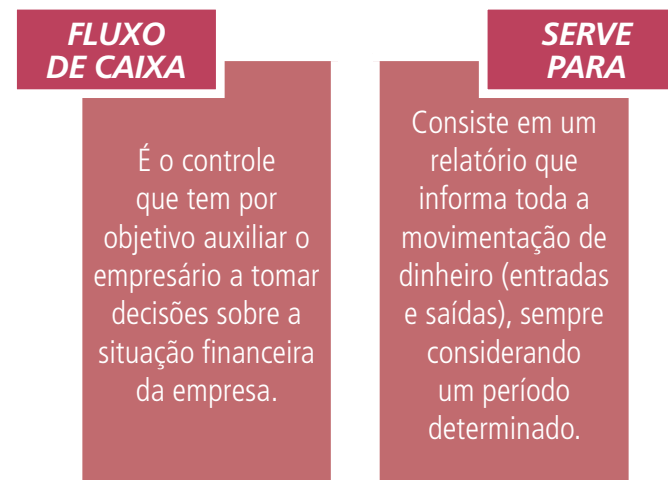 FLUXO
DE CAIXA
É o controle
que tem por
objetivo auxiliar o
empresário a tomar
decisões sobre a
situação financeira
da empresa.
SERVE
PARA
Consiste em um
relatório que
informa toda a
movimentação de
dinheiro (entradas
e saídas), sempre
considerando
um período
determinado.